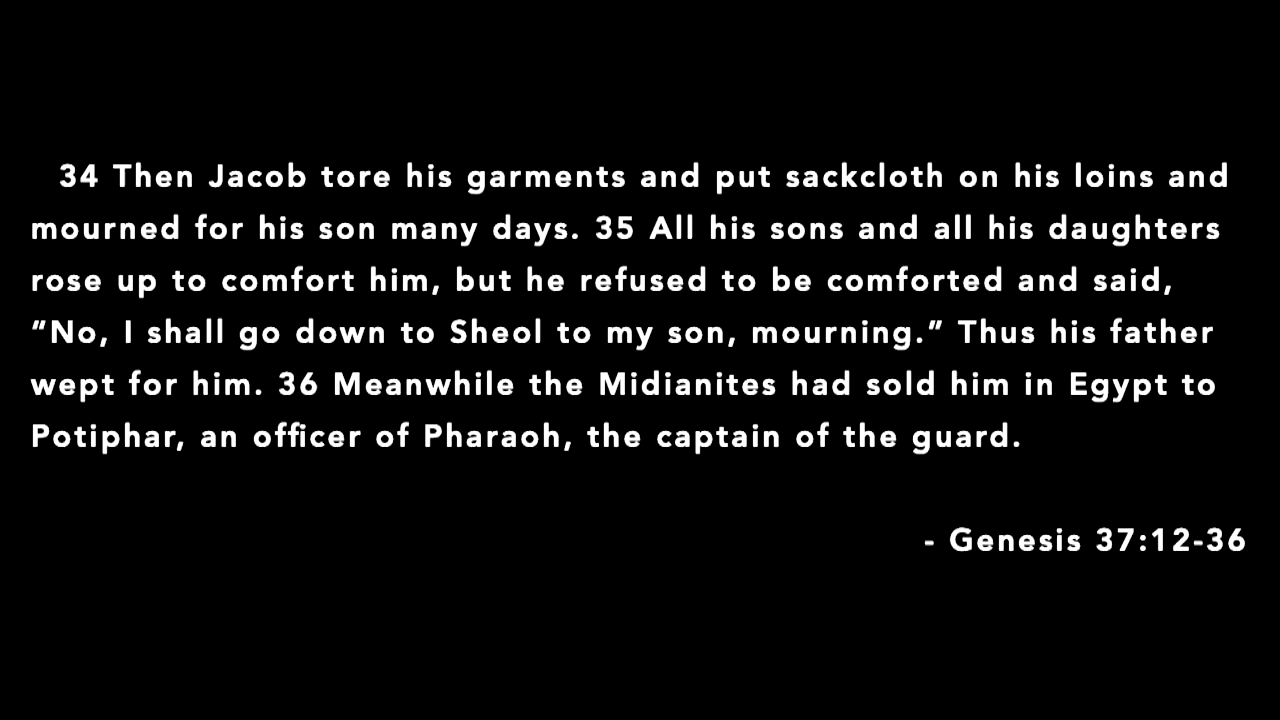 34 Then Jacob tore his garments and put sackcloth on his loins and
mourned for his son many days. 35 All his sons and all his daughters
rose up to comfort him, but he refused to be comforted and said,
“No, I shall go down to Sheol to my son, mourning.” Thus his father
wept for him. 36 Meanwhile the Midianites had sold him in Egypt to
Potiphar, an officer of Pharaoh, the captain of the guard.
- Genesis 37:12-36